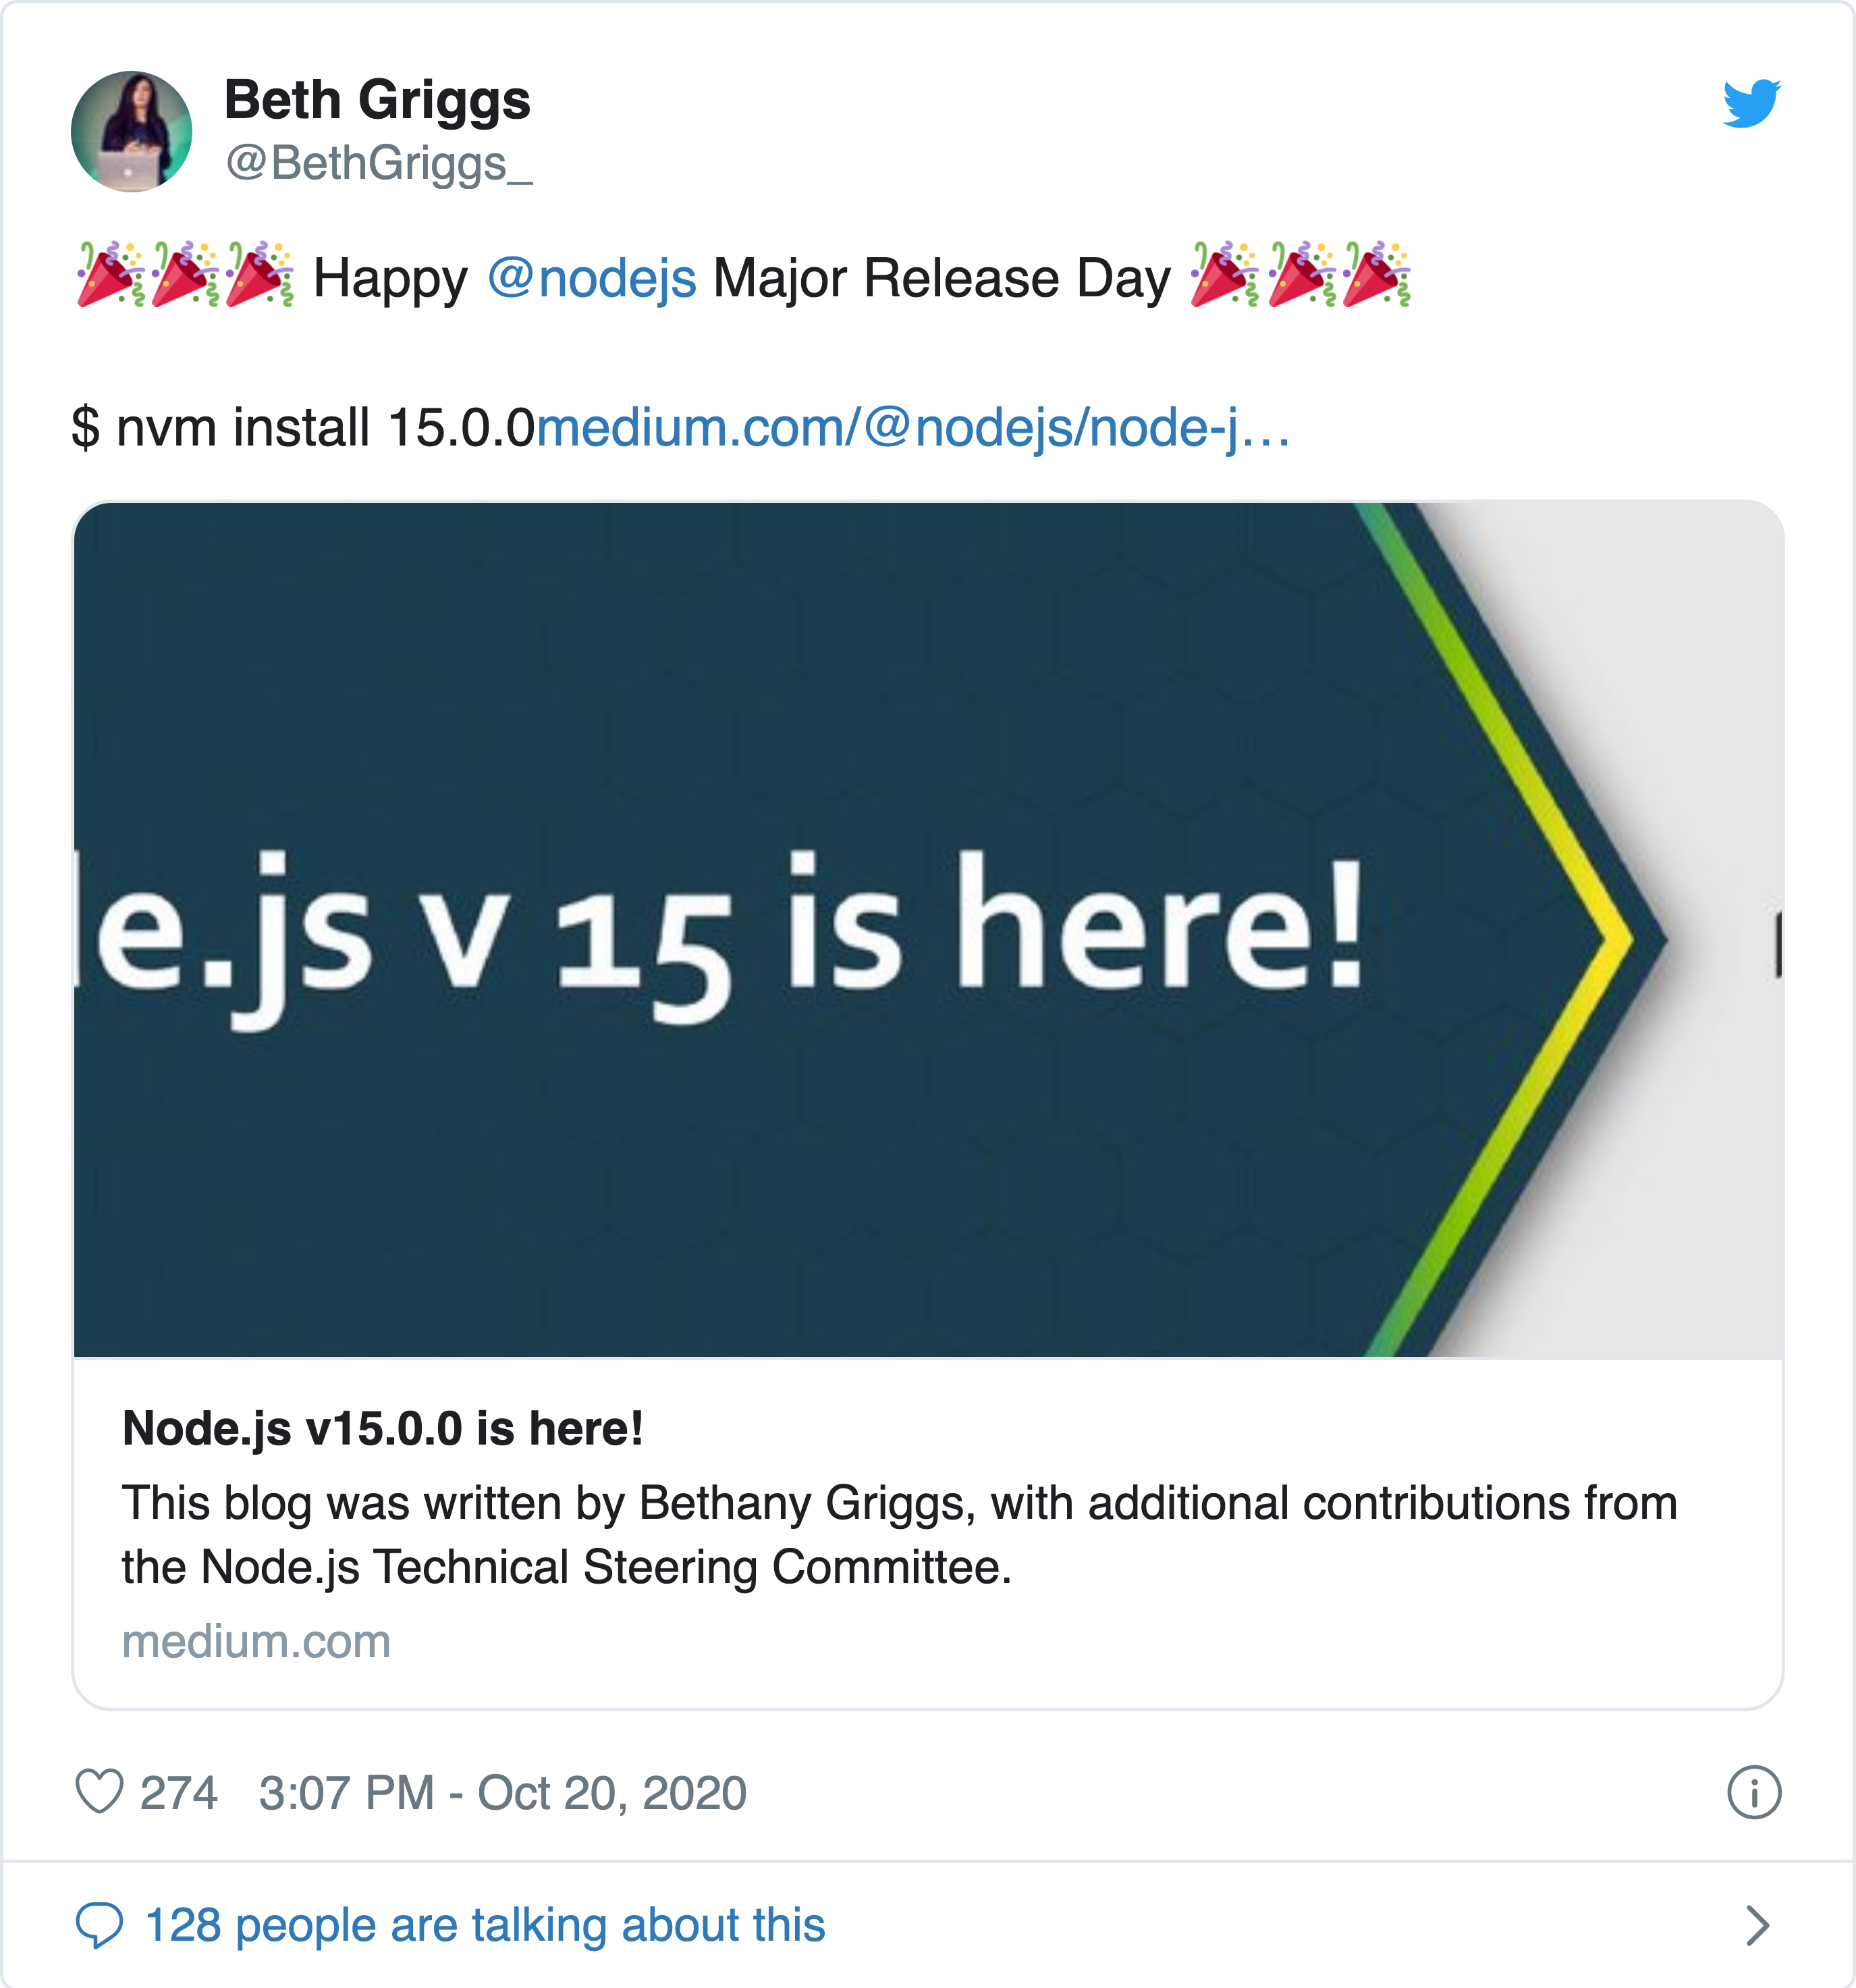 Beth Griggs
@BethGriggs_
🎉🎉🎉 Happy @nodejs Major Release Day 🎉🎉🎉
$ nvm install 15.0.0medium.com/@nodejs/node-j…
e.js v 15 is here!
Node.js v15.0.0 is here!
This blog was written by Bethany Griggs, with additional contributions from
the Node.js Technical Steering Committee.
medium.com
274 3:07 PM - Oct 20, 2020
128 people are talking about this